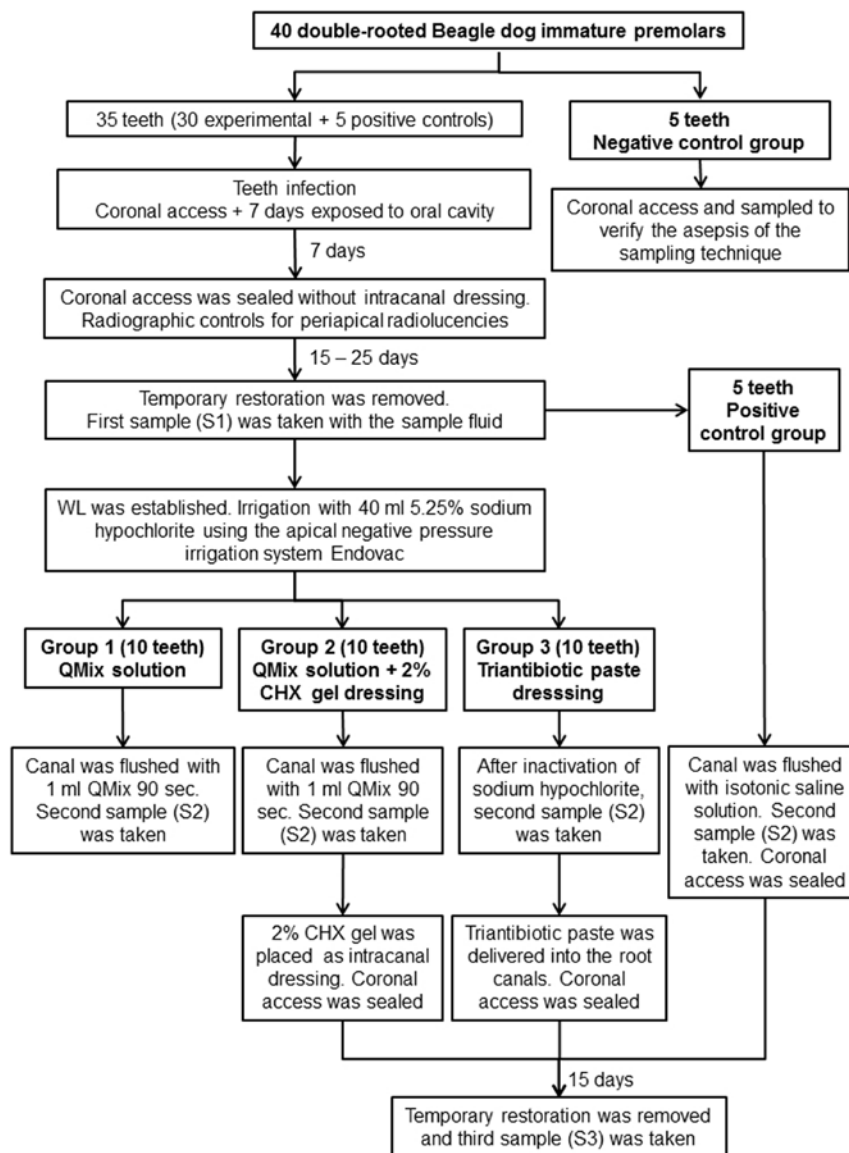 40 double-rooted Beagle dog immature premolars
35 teeth (30 experimental + 5 positive controls)
5 teeth
Negative control group
Teeth infection
Coronal access + 7 days exposed to oral cavity
Coronal access and sampled to
verify the asepsis of the
sampling technique
7 days
Coronal access was sealed without intracanal dressing.
Radiographic controls for periapical radiolucencies
15 – 25 days
Temporary restoration was removed.
First sample (S1) was taken with the sample fluid
5 teeth
Positive
control group
WL was established. Irrigation with 40 ml 5.25% sodium
hypochlorite using the apical negative pressure
irrigation system Endovac
Group 1 (10 teeth)
QMix solution
Group 2 (10 teeth)
QMix solution + 2%
CHX gel dressing
Group 3 (10 teeth)
Triantibiotic paste
dresssing
Canal was flushed with
1 ml QMix 90 sec.
Second sample (S2)
was taken
Canal was flushed
with 1 ml QMix 90
sec. Second sample
(S2) was taken
After inactivation of
sodium hypochlorite,
second sample (S2)
was taken
Canal was flushed
with isotonic saline
solution. Second
sample (S2) was
taken. Coronal
access was sealed
2% CHX gel was
placed as intracanal
dressing. Coronal
access was sealed
Triantibiotic paste was
delivered into the root
canals. Coronal
access was sealed
15 days
Temporary restoration was removed
and third sample (S3) was taken